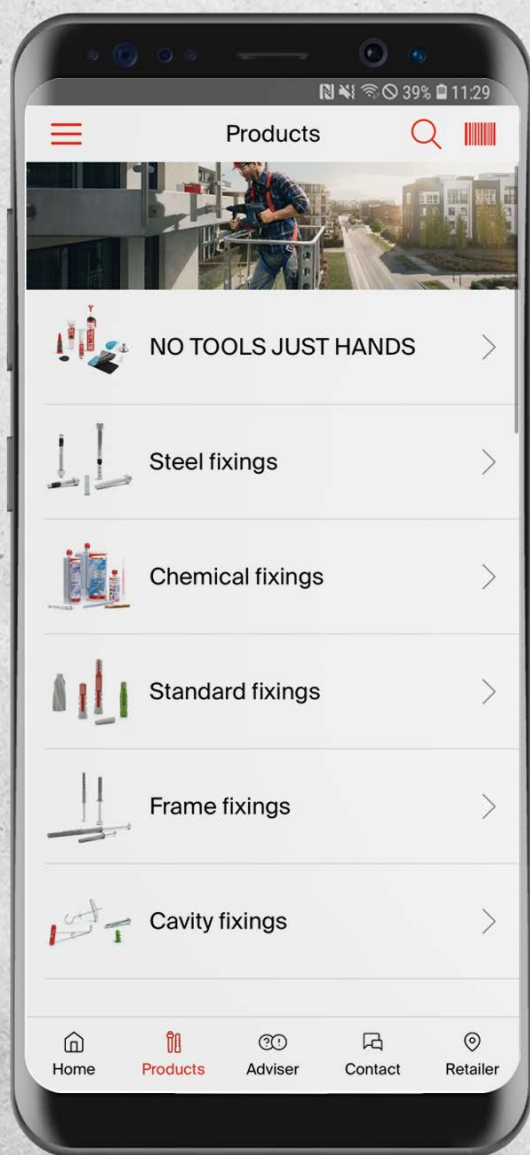 39% 11:29
Products
NO TOOLS JUST HANDS
Steel fixings
Chemical fixings
Standard fixings
Frame fixings
Cavity fixings
Home Products Adviser Contact Retailer